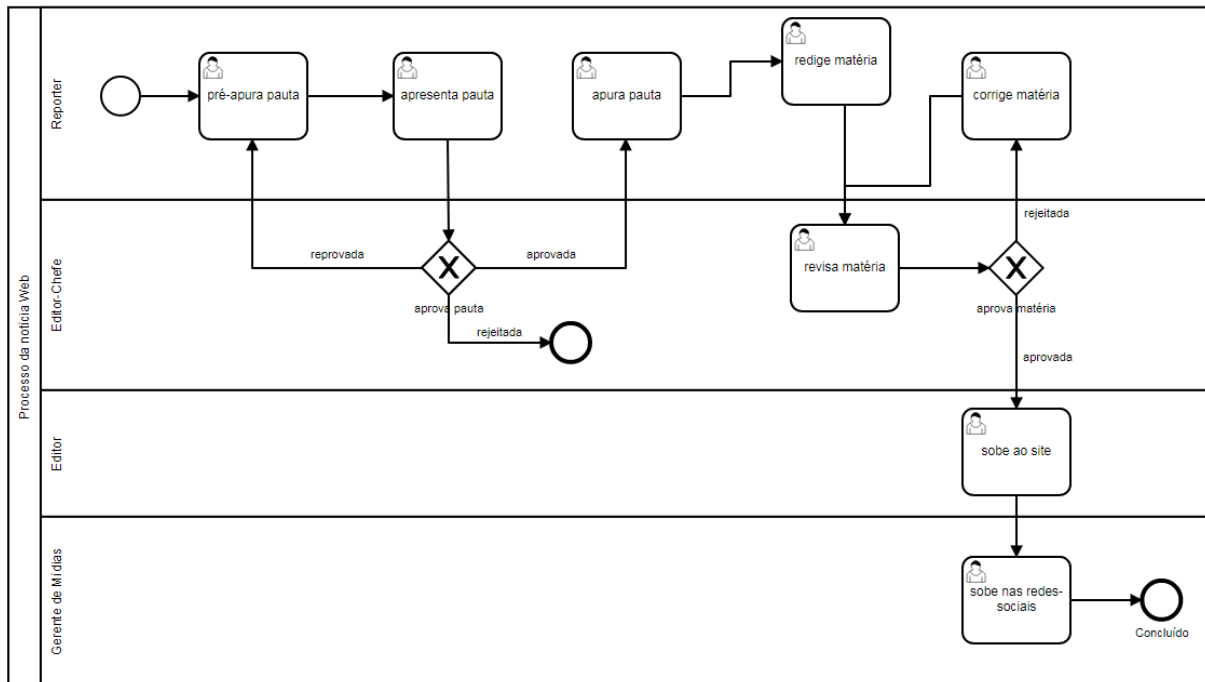 Processo da notícia Web
Reporter
pré-apura pauta
apresenta pauta
apura pauta
redige matéria
corrige matéria
Editor-Chefe
reprovada
aprovada
aprova pauta
rejeitada
revisa matéria
rejeitada
aprova matéria
aprovada
Editor
sobe ao site
Gerente de Mídias
sobe nas redes-
sociais
Concluído